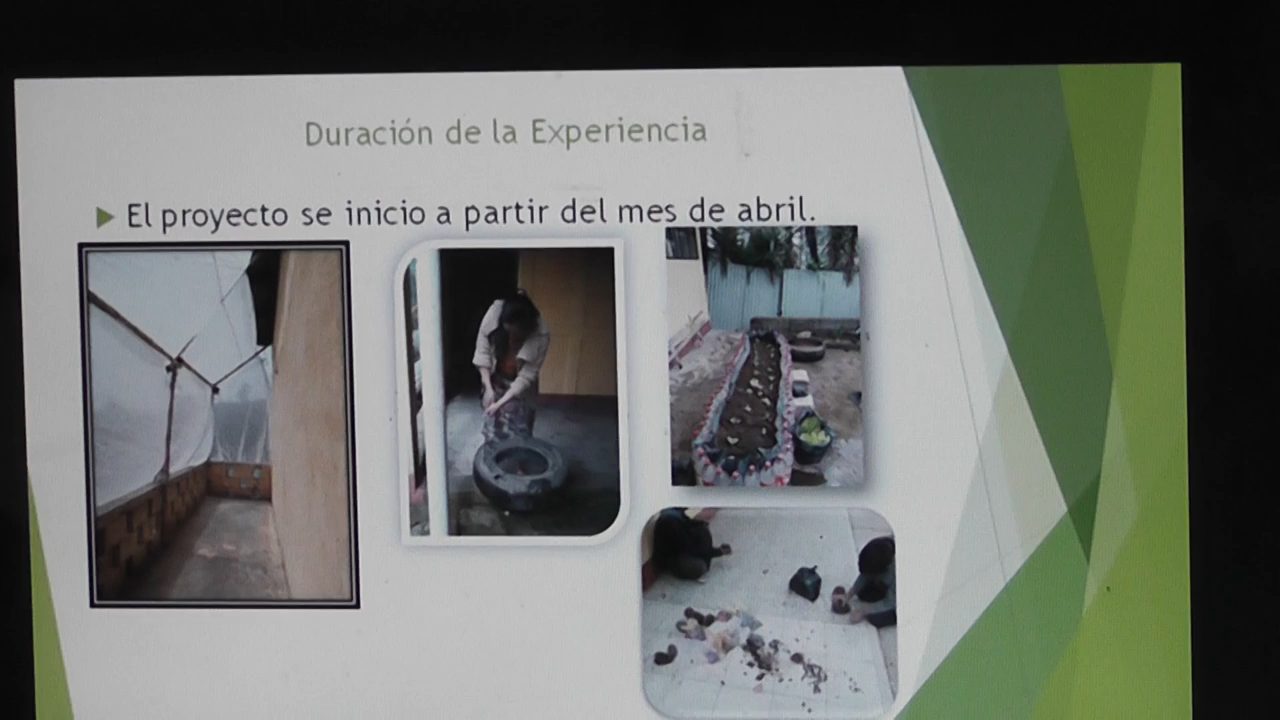 Duración de la Experiencia
El proyecto se inicio a partir del mes de abril.